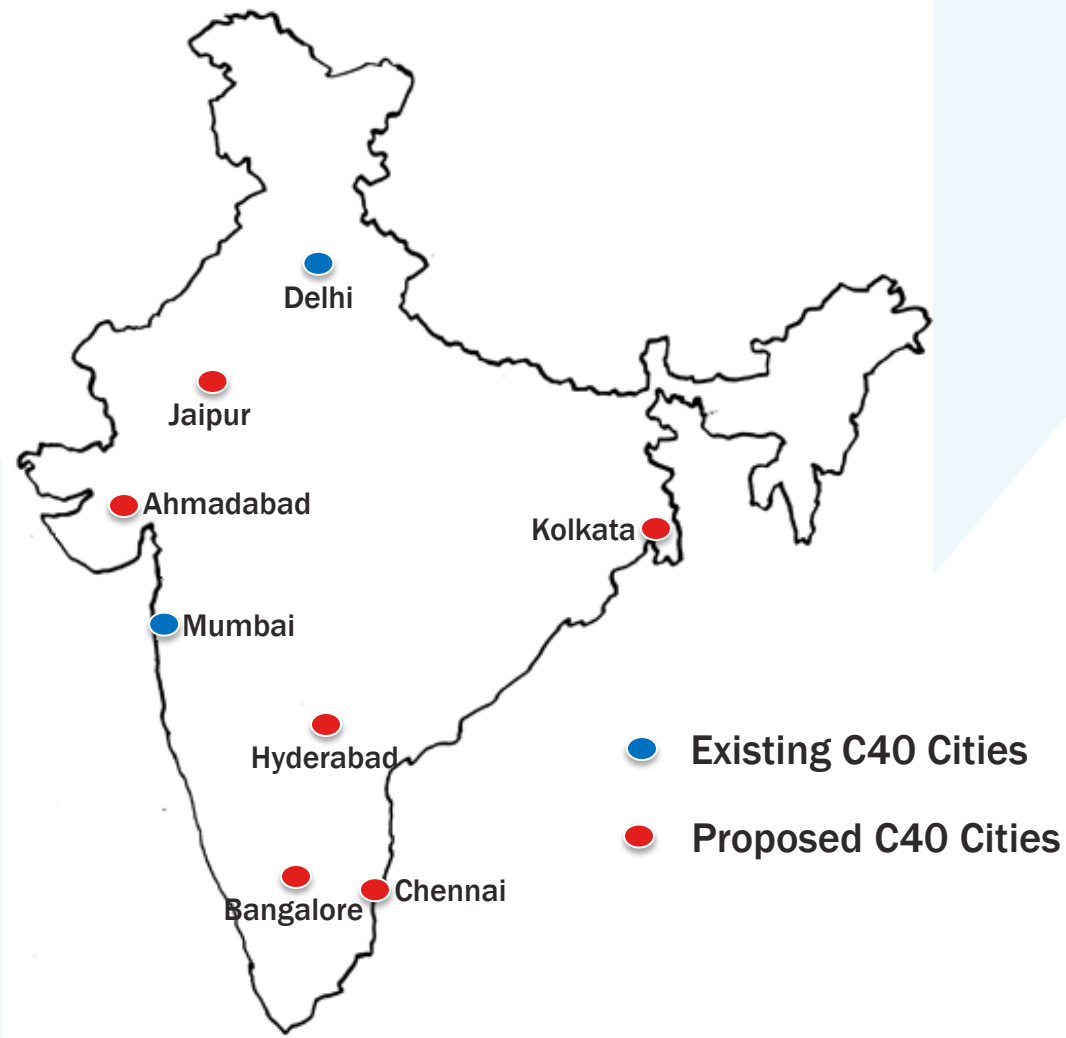 Delhi
Jaipur
Ahmadabad
Kolkata
Mumbai
Hyderabad
Existing C40 Cities
Proposed C40 Cities
Chennai
Bangalore